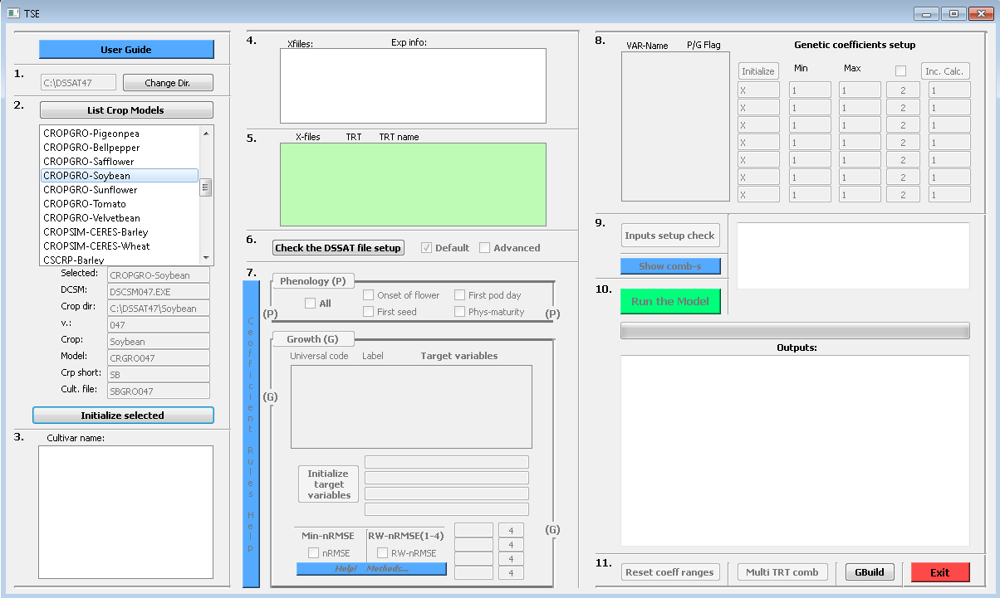 TSE
User Guide
1.
C:\DSSAT47
Change Dir.
2.
List Crop Models
CROPGRO-Pigeonpea
CROPGRO-Bellpepper
CROPGRO-Safflower
CROPGRO-Soybean
CROPGRO-Sunflower
CROPGRO-Tomato
CROPGRO-Velvetbean
CROPSIM-CERES-Barley
CROPSIM-CERES-Wheat
CSCRP-Barley
Selected: CROPGRO-Soybean
DCSM: DSCSM047.EXE
Crop dir: C:\DSSAT47\Soybean
v.: 047
Crop: Soybean
Model: CRGRO047
Crp short: SB
Cult. file: SBGRO047
Initialize selected
3. Cultivar name:
4. Xfiiles: Exp info:
5. X-files TRT TRT name
6. Check the DSSAT file setup Default Advanced
7.
Ceofficient Rules Help
Phenology (P)
All
Onset of flower First pod day
First seed Phys-maturity
(P) (P)
Growth (G)
Universal code Label Target variables
(G)
Initialize
target
variables
Min-nRMSE RW-nRMSE(1-4)
nRMSE RW-nRMSE
Help! Methods...
4
4
4
4
(G)
8. VAR-Name P/G Flag
Genetic coefficients setup
Initialize Min Max Inc. Calc.
X 1 1 2 1
X 1 1 2 1
X 1 1 2 1
X 1 1 2 1
X 1 1 2 1
X 1 1 2 1
X 1 1 2 1
9. Inputs setup check
Show comb-s
10. Run the Model
Outputs:
11. Reset coeff ranges Multi TRT comb GBuild Exit